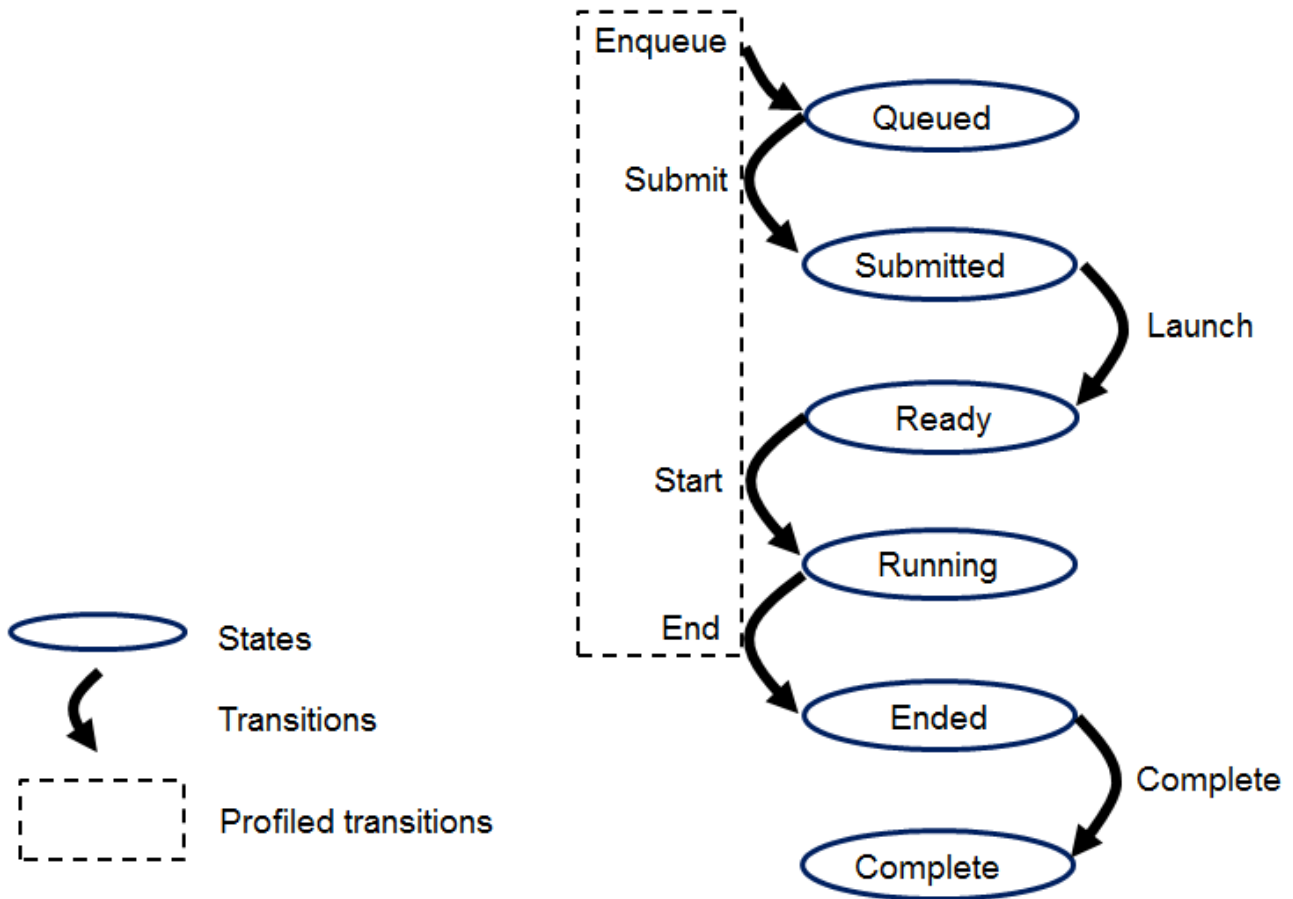 Enqueue
Queued
Submit
Submitted
Launch
Ready
Start
Running
End
States
Ended
Transitions
Complete
Profiled transitions
Complete